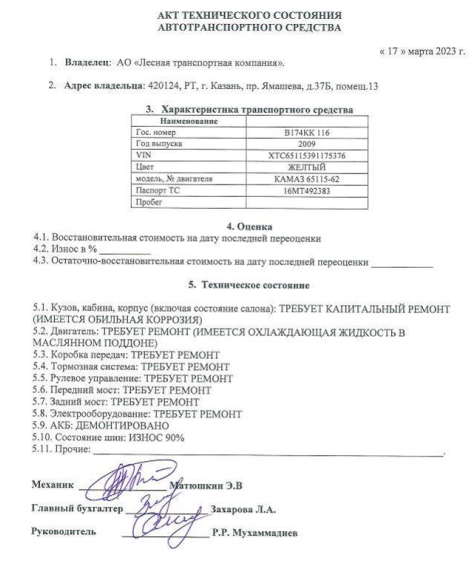 АКТ ТЕХНИЧЕСКОГО СОСТОЯНИЯ
АВТОТРАНСПОРТНОГО СРЕДСТВА
« 17 » марта 2023 г.
1. Владелец: АО «Лесная транспортная компания».
2. Адрес владельца: 420124, РТ, г. Казань, пр. Ямашева, д.37Б, помещ.13
3. Характеристика транспортного средства
Наименование
Гос. номер В174КК 116
Год выпуска 2009
VIN XTC65115391175376
Цвет ЖЕЛТЫЙ
модель, № двигателя КАМАЗ 65115-62
Паспорт ТС 16МТ492383
Пробег
4. Оценка
4.1. Восстановительная стоимость на дату последней переоценки
4.2. Износ в % __________
4.3. Остаточно-восстановительная стоимость на дату последней переоценки ____________
5. Техническое состояние
5.1. Кузов, кабина, корпус (включая состояние салона): ТРЕБУЕТ КАПИТАЛЬНЫЙ РЕМОНТ
(ИМЕЕТСЯ ОБИЛЬНАЯ КОРРОЗИЯ)
5.2. Двигатель: ТРЕБУЕТ РЕМОНТ (ИМЕЕТСЯ ОХЛАЖДАЮЩАЯ ЖИДКОСТЬ В
МАСЛЯННОМ ПОДДОНЕ)
5.3. Коробка передач: ТРЕБУЕТ РЕМОНТ
5.4. Тормозная система: ТРЕБУЕТ РЕМОНТ
5.5. Рулевое управление: ТРЕБУЕТ РЕМОНТ
5.6. Передний мост: ТРЕБУЕТ РЕМОНТ
5.7. Задний мост: ТРЕБУЕТ РЕМОНТ
5.8. Электрооборудование: ТРЕБУЕТ РЕМОНТ
5.9. АКБ: ДЕМОНТИРОВАНО
5.10. Состояние шин: ИЗНОС 90%
5.11. Прочие: ____________.
Механик ____________ Матюшкин Э.В
Главный бухгалтер ____________ Захарова Л.А.
Руководитель ____________ Р.Р. Мухаммадиев